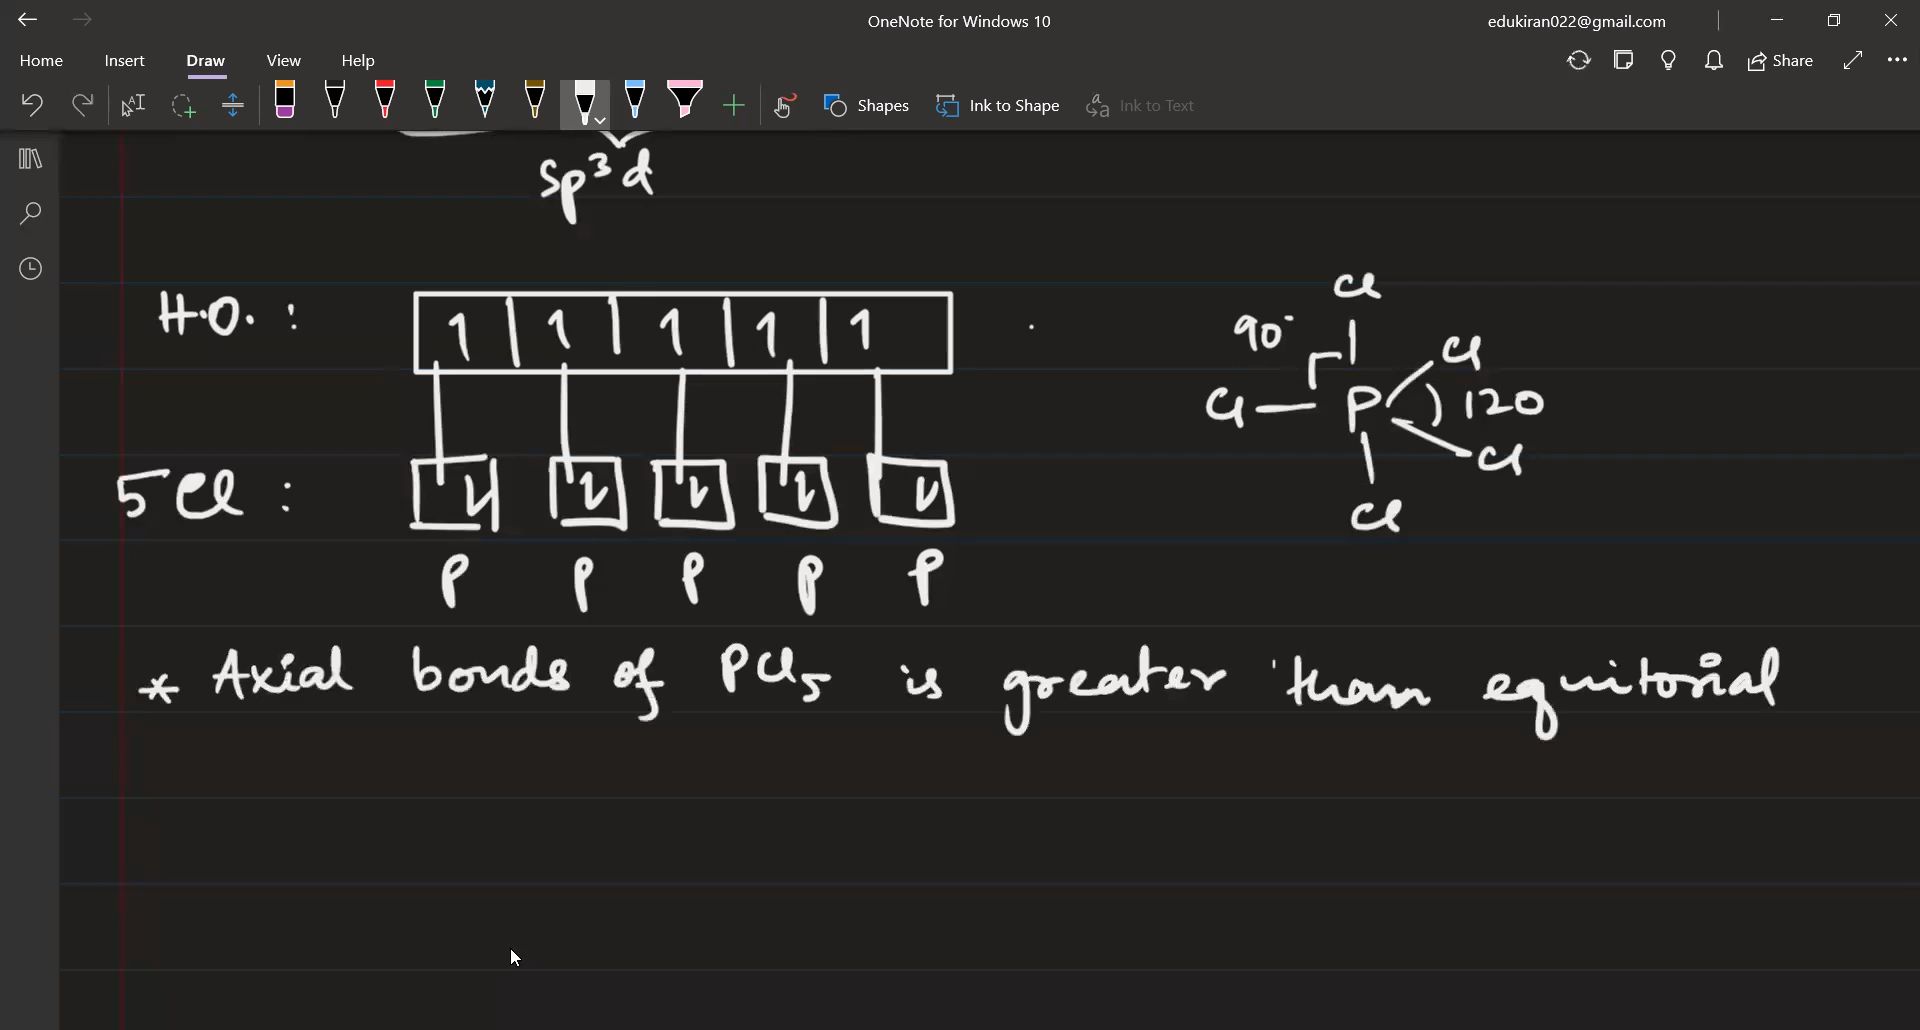 OneNote for Windows 10
edukiran022@gmail.com
Home Insert Draw View Help
Share
Shapes Ink to Shape Ink to Text
sp³d
H.O. :
1 1 1 1 1
Cl
90° Cl
Cl P 120
Cl
Cl
5 Cl :
P P P P P
* Axial bonds of PCl₅ is greater than equitorial